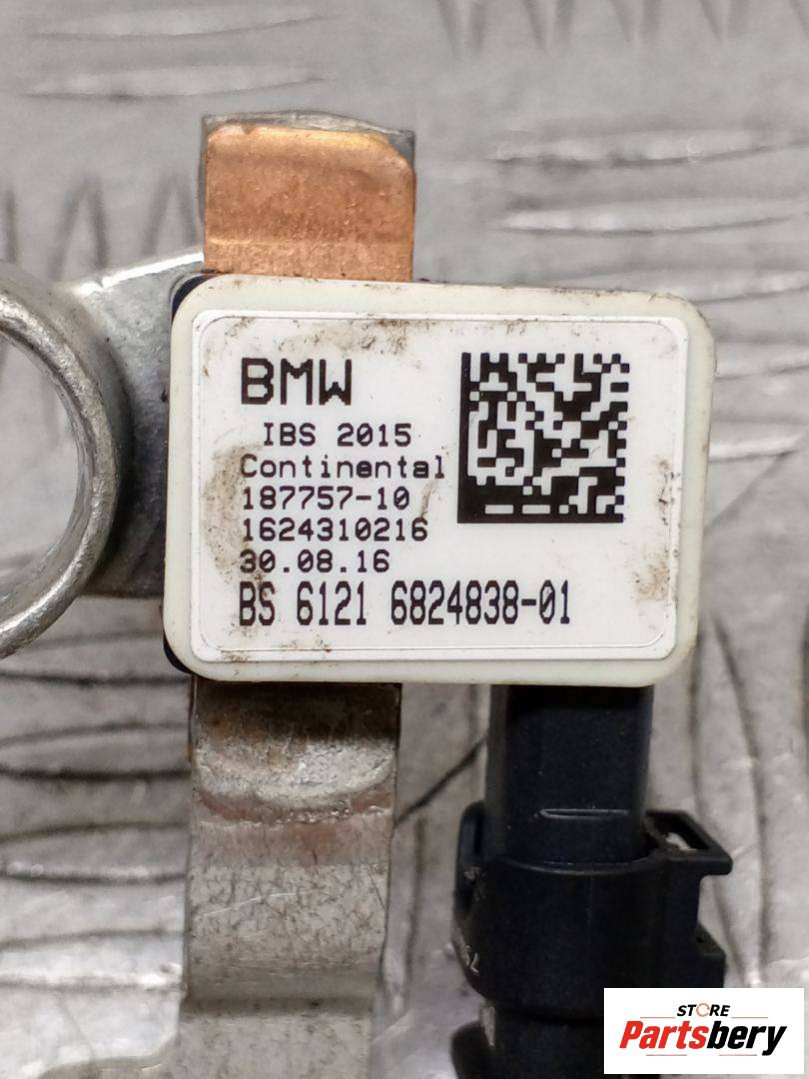 BMW
IBS 2015
Continental
187757-10
1624310216
30.08.16
BS 6121 6824838-01
STORE
Partsbery